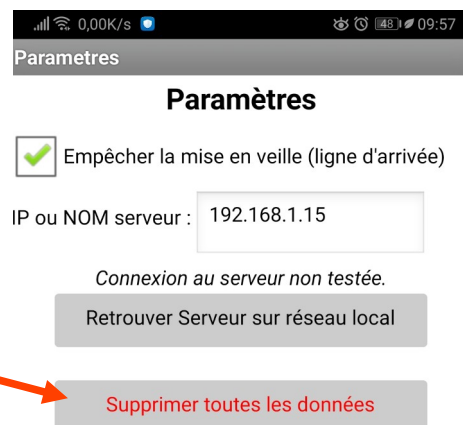 0,00K/s 48 09:57
Parametres
Paramètres
Empêcher la mise en veille (ligne d'arrivée)
IP ou NOM serveur : 192.168.1.15
Connexion au serveur non testée.
Retrouver Serveur sur réseau local
Supprimer toutes les données